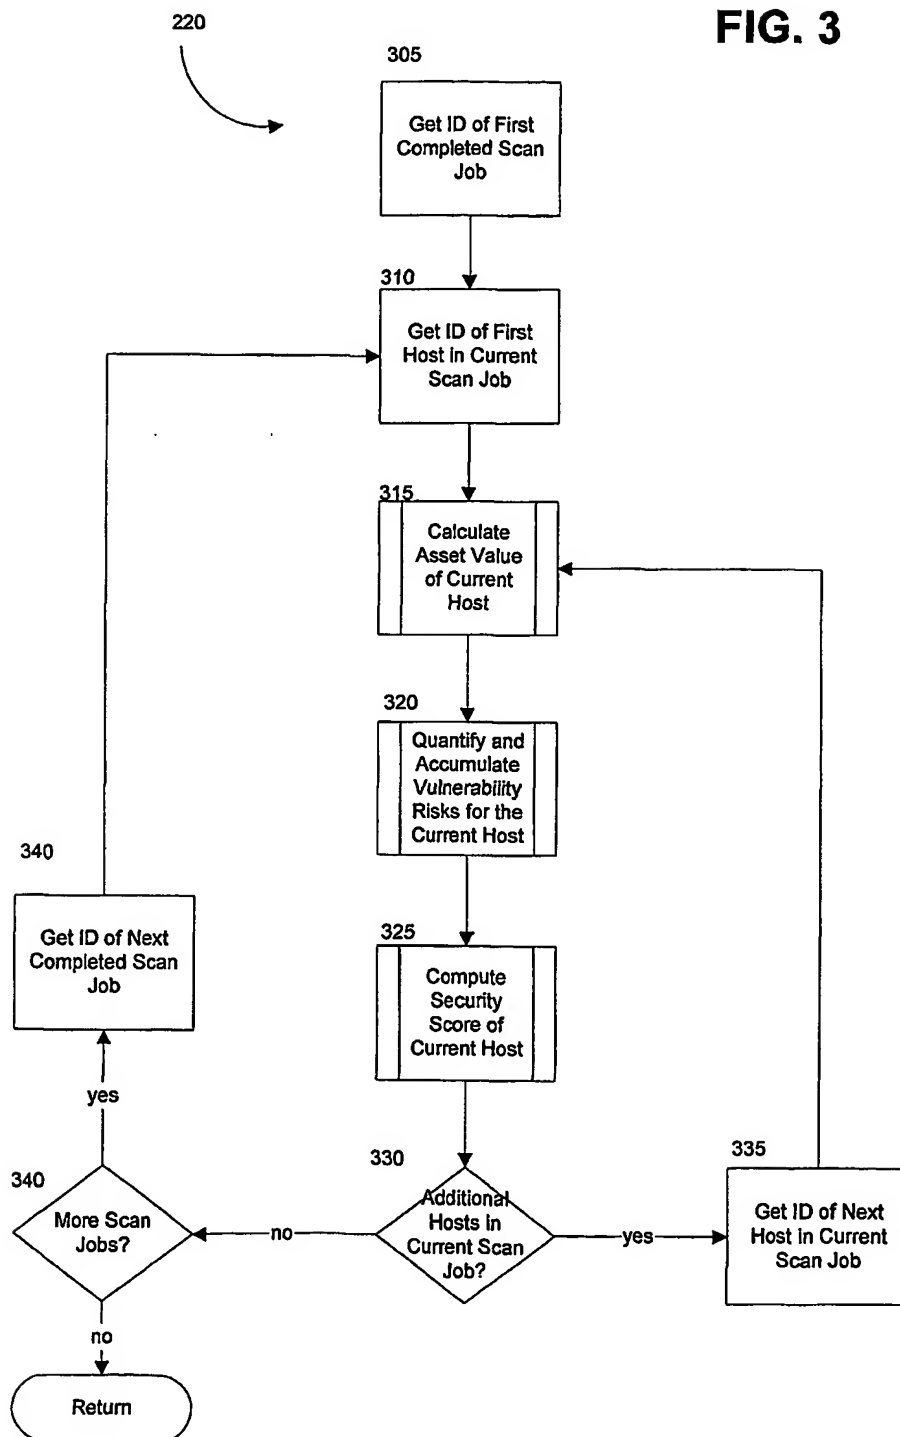 FIG. 3
220
305
Get ID of First
Completed Scan
Job
310
Get ID of First
Host in Current
Scan Job
315
Calculate
Asset Value
of Current
Host
320
Quantify and
Accumulate
Vulnerability
Risks for the
Current Host
325
Compute
Security
Score of
Current Host
330
Additional
Hosts in
Current Scan
Job?
yes
335
Get ID of Next
Host in Current
Scan Job
no
340
More Scan
Jobs?
yes
340
Get ID of Next
Completed Scan
Job
no
Return